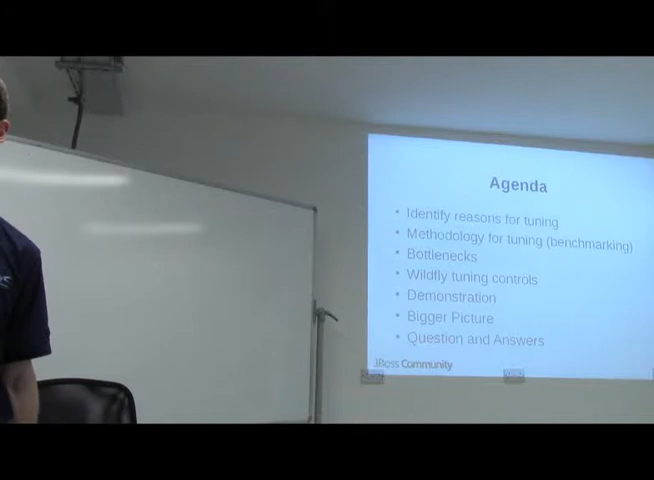 Agenda
• Identify reasons for tuning
• Methodology for tuning (benchmarking)
• Bottlenecks
• Wildfly tuning controls
• Demonstration
• Bigger Picture
• Question and Answers
JBoss Community